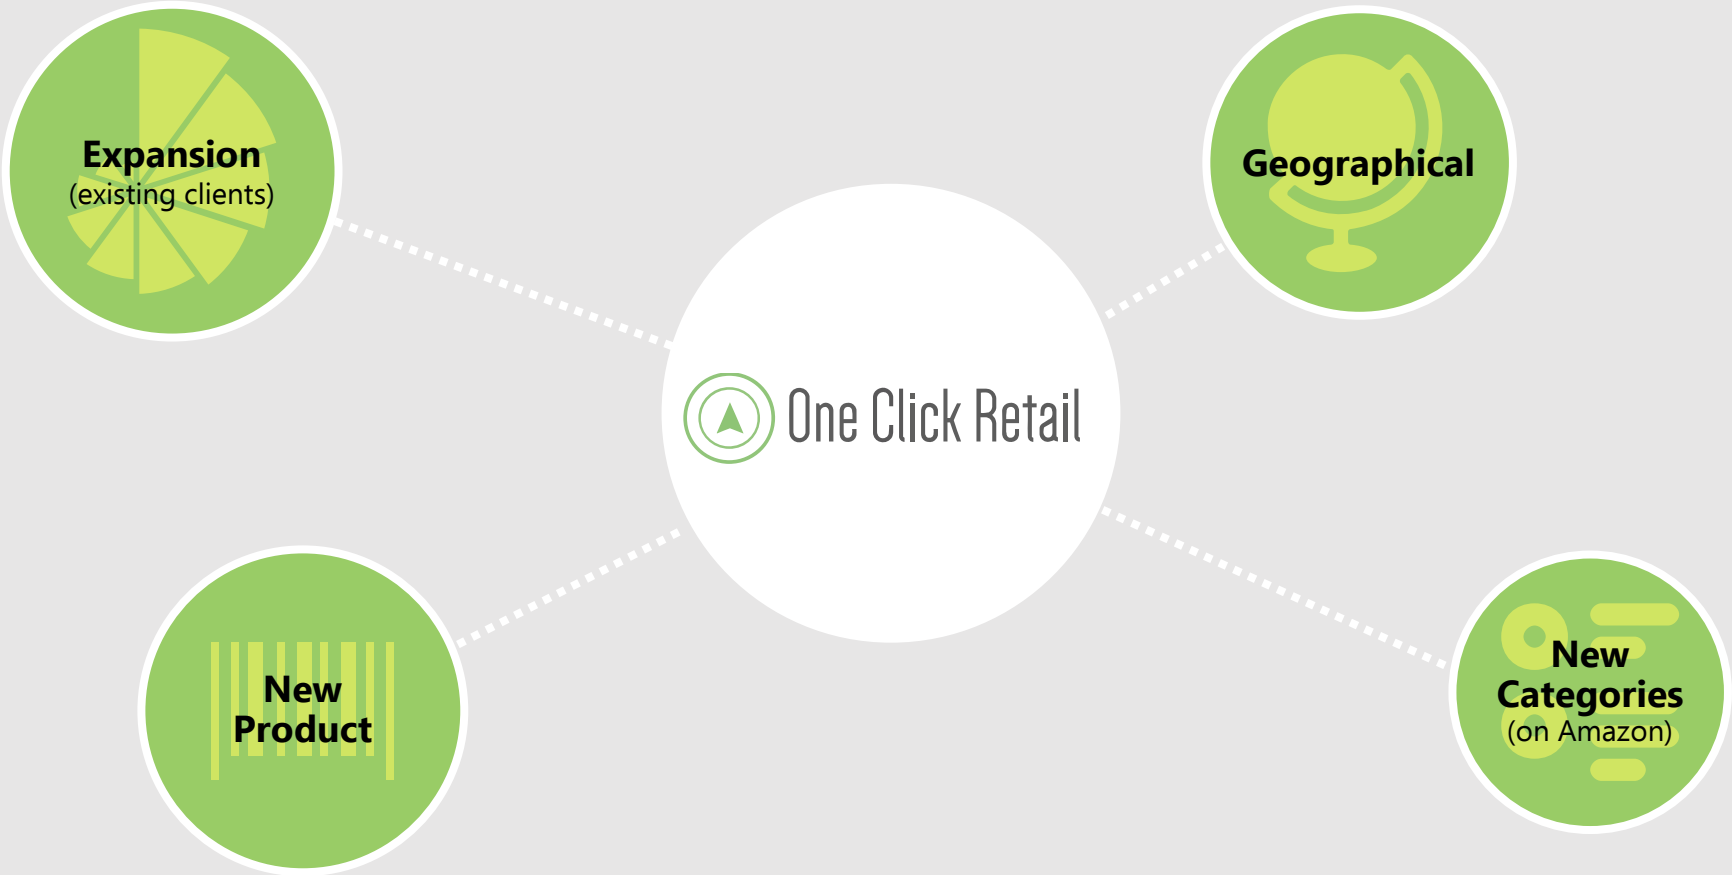 Expansion
(existing clients)
Geographical
One Click Retail
New
Product
New
Categories
(on Amazon)